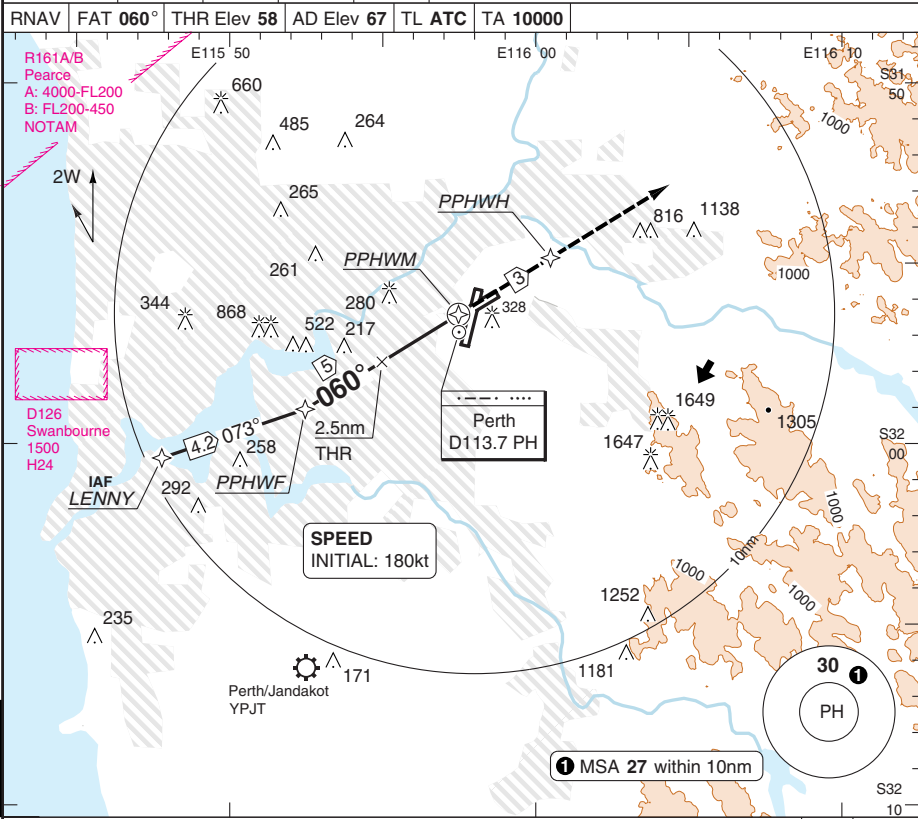 RNAV FAT 060° THR Elev 58 AD Elev 67 TL ATC TA 10000
E115 50 E116 00 E116 10
R161A/B
Pearce
A: 4000-FL200
B: FL200-450
NOTAM
S31
50
660
1000
485
264
2W
265
PPHWH
816
1138
261
PPHWM
1000
3
344
868
280
328
522
217
5
060°
1649
D126
Swanbourne
1500
H24
Perth
D113.7 PH
1305
4.2 073°
258
2.5nm
THR
1647
S32
00
IAF
LENNY
292
PPHWF
1000
SPEED
INITIAL: 180kt
10nm
1000
1252
1000
235
1181
171
Perth/Jandakot
YPJT
30 1
PH
1 MSA 27 within 10nm
S32
10